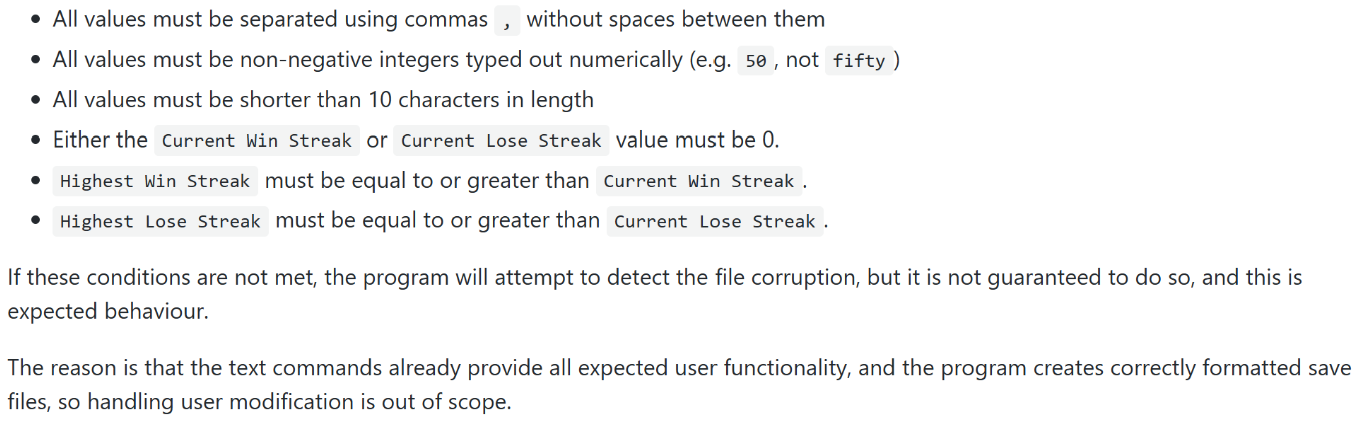 All values must be separated using commas , without spaces between them
All values must be non-negative integers typed out numerically (e.g. 50, not fifty)
All values must be shorter than 10 characters in length
Either the Current Win Streak or Current Lose Streak value must be 0.
Highest Win Streak must be equal to or greater than Current Win Streak.
Highest Lose Streak must be equal to or greater than Current Lose Streak.
If these conditions are not met, the program will attempt to detect the file corruption, but it is not guaranteed to do so, and this is
expected behaviour.
The reason is that the text commands already provide all expected user functionality, and the program creates correctly formatted save
files, so handling user modification is out of scope.